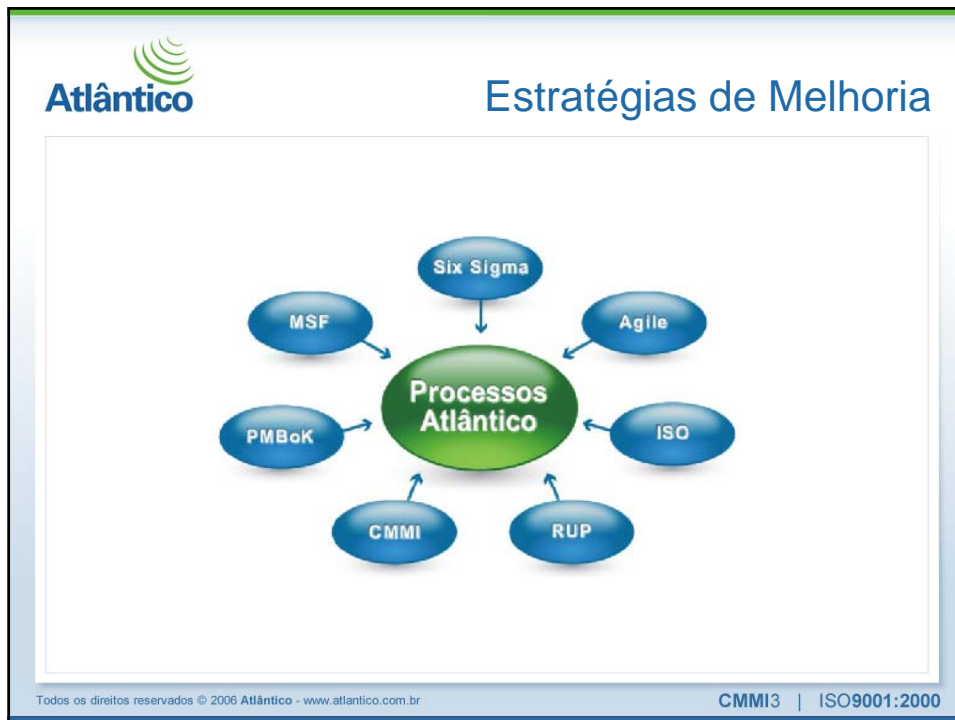 Atlântico
Estratégias de Melhoria
Six Sigma
MSF
Agile
Processos
Atlântico
PMBoK
ISO
CMMI
RUP
Todos os direitos reservados © 2006 Atlântico - www.atlantico.com.br
CMMI3 | ISO9001:2000